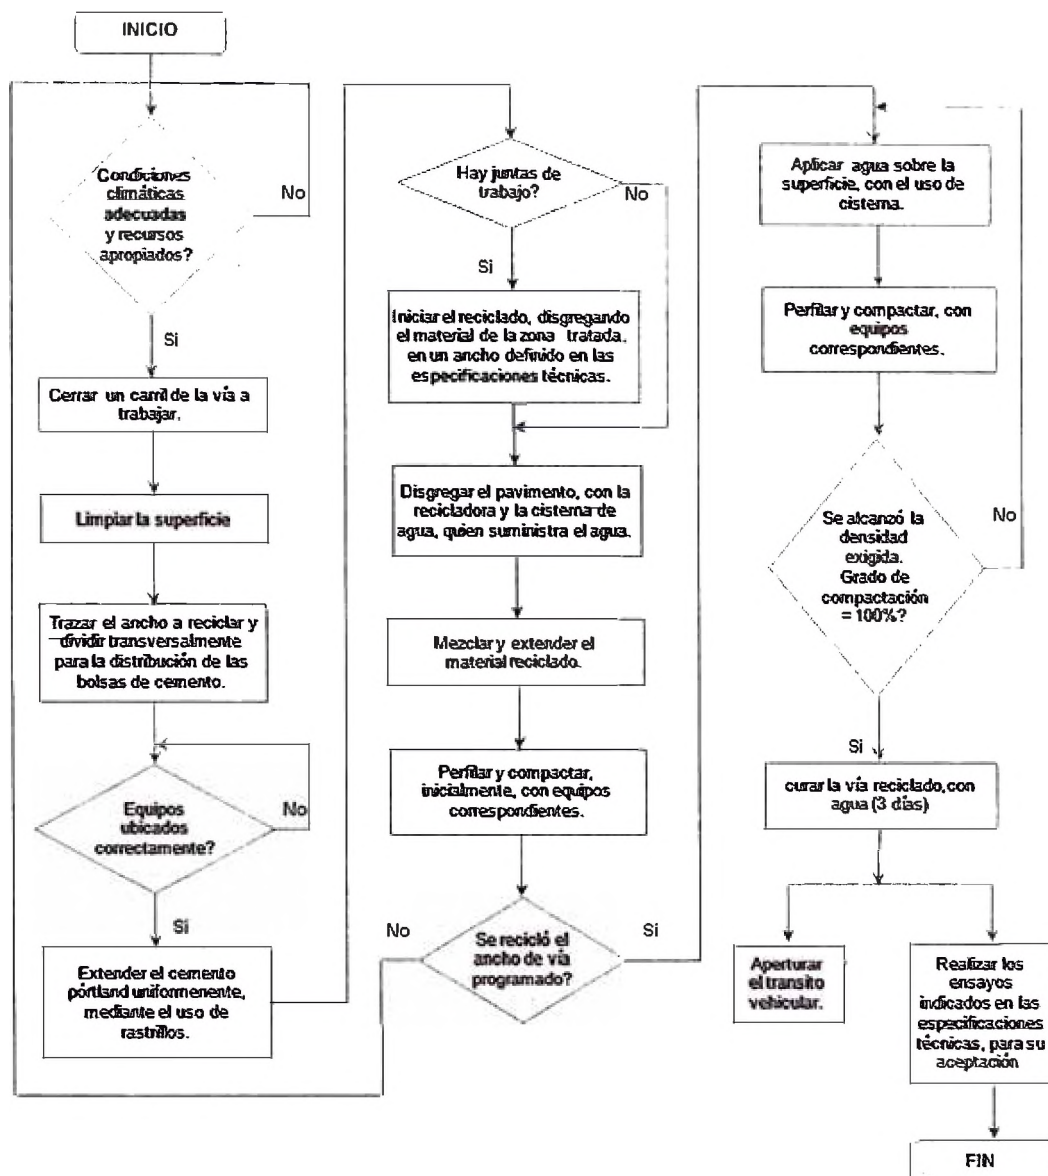 INICIO
Condiciones
climáticas
adecuadas
y recursos
apropiados?
No
Si
Cerrar un carril de la vía a
trabajar.
Limpiar la superficie
Trazar el ancho a reciclar y
dividir transversalmente
para la distribución de las
bolsas de cemento.
Equipos
ubicados
correctamente?
No
Si
Extender el cemento
pórtland uniformenente,
mediante el uso de
rastrillos.
Hay juntas de
trabajo?
No
Si
Iniciar el reciclado, disgregando
el material de la zona tratada,
en un ancho definido en las
especificaciones técnicas.
Disgregar el pavimento, con la
recicladora y la cisterna de
agua, quien suministra el agua.
Mezclar y extender el
material reciclado.
Perfilar y compactar,
inicialmente, con equipos
correspondientes.
No
Se recicló el
ancho de vía
programado?
Si
Aplicar agua sobre la
superficie, con el uso de
cisterna.
Perfilar y compactar, con
equipos
correspondientes.
Se alcanzó la
densidad
exigida.
Grado de
compactación
= 100%?
No
Si
curar la vía reciclado, con
agua (3 días)
Aperturar
el transito
vehicular.
Realizar los
ensayos
indicados en las
especificaciones
técnicas, para su
aceptación
FIN